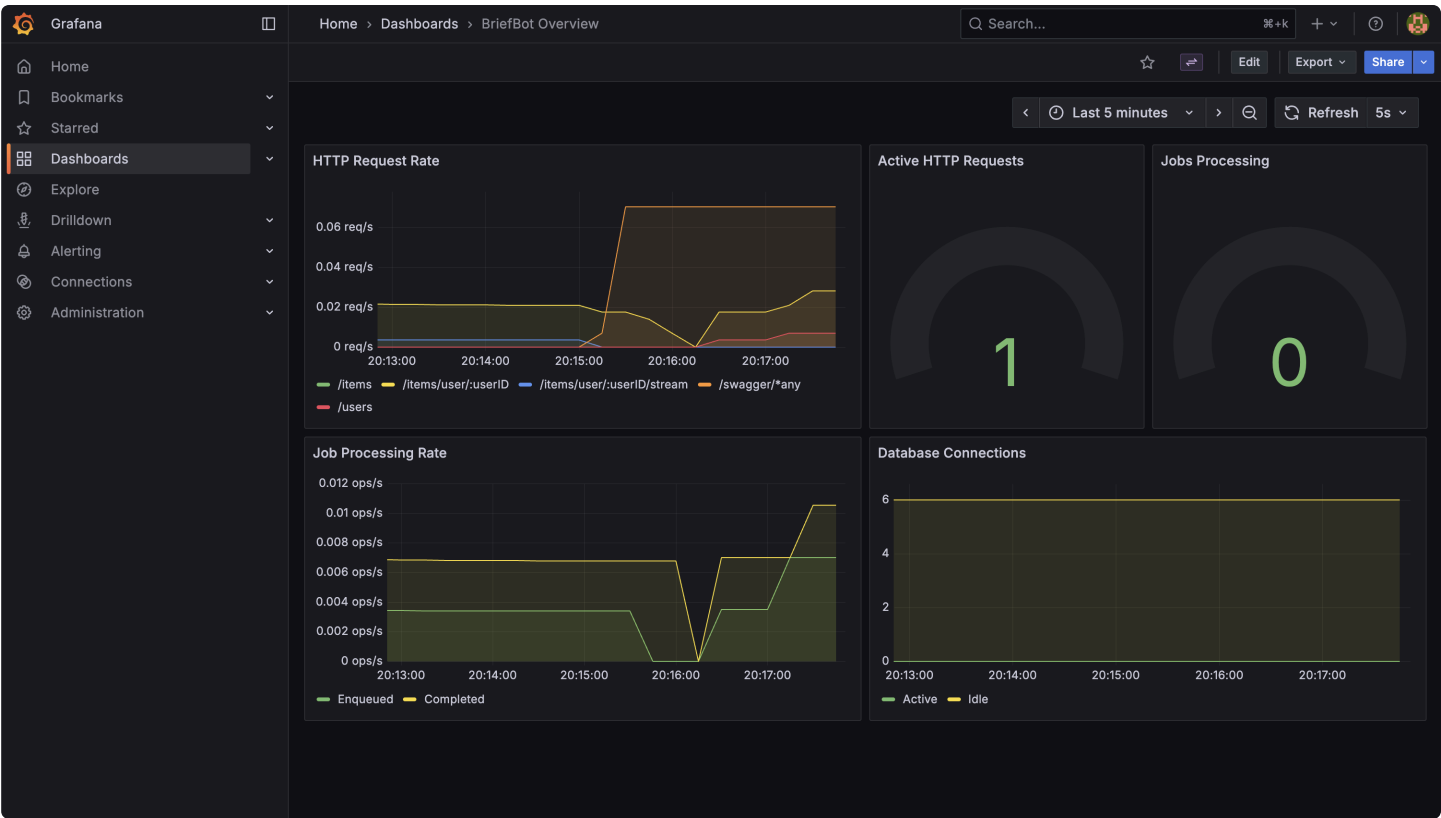 Grafana
Home › Dashboards › BriefBot Overview
Search...
⌘+k
Home
Bookmarks
Starred
Dashboards
Explore
Drilldown
Alerting
Connections
Administration
Edit
Export
Share
Last 5 minutes
Refresh
5s
HTTP Request Rate
0.06 req/s
0.04 req/s
0.02 req/s
0 req/s
20:13:00 20:14:00 20:15:00 20:16:00 20:17:00
/items /items/user/:userID /items/user/:userID/stream /swagger/*any
/users
Active HTTP Requests
1
Jobs Processing
0
Job Processing Rate
0.012 ops/s
0.01 ops/s
0.008 ops/s
0.006 ops/s
0.004 ops/s
0.002 ops/s
0 ops/s
20:13:00 20:14:00 20:15:00 20:16:00 20:17:00
Enqueued Completed
Database Connections
6
4
2
0
20:13:00 20:14:00 20:15:00 20:16:00 20:17:00
Active Idle